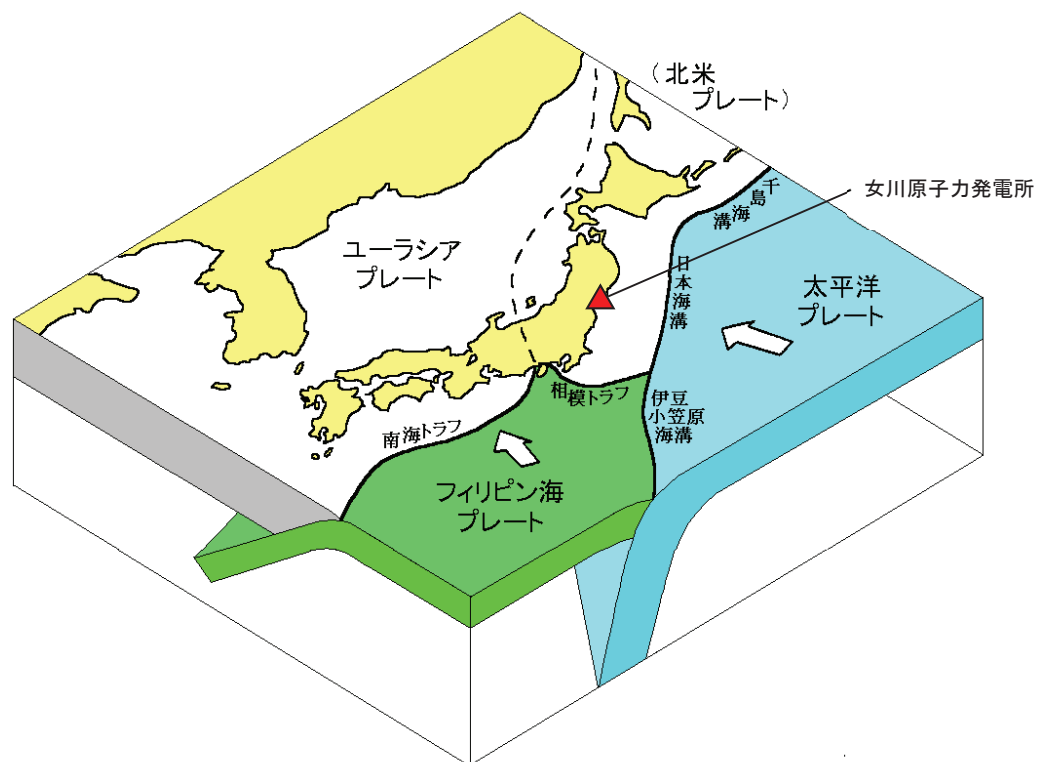 （北米
プレート）
女川原子力発電所
千島海溝
ユーラシア
プレート
日本海溝
太平洋
プレート
相模トラフ
伊豆
小笠原
海溝
南海トラフ
フィリピン海
プレート